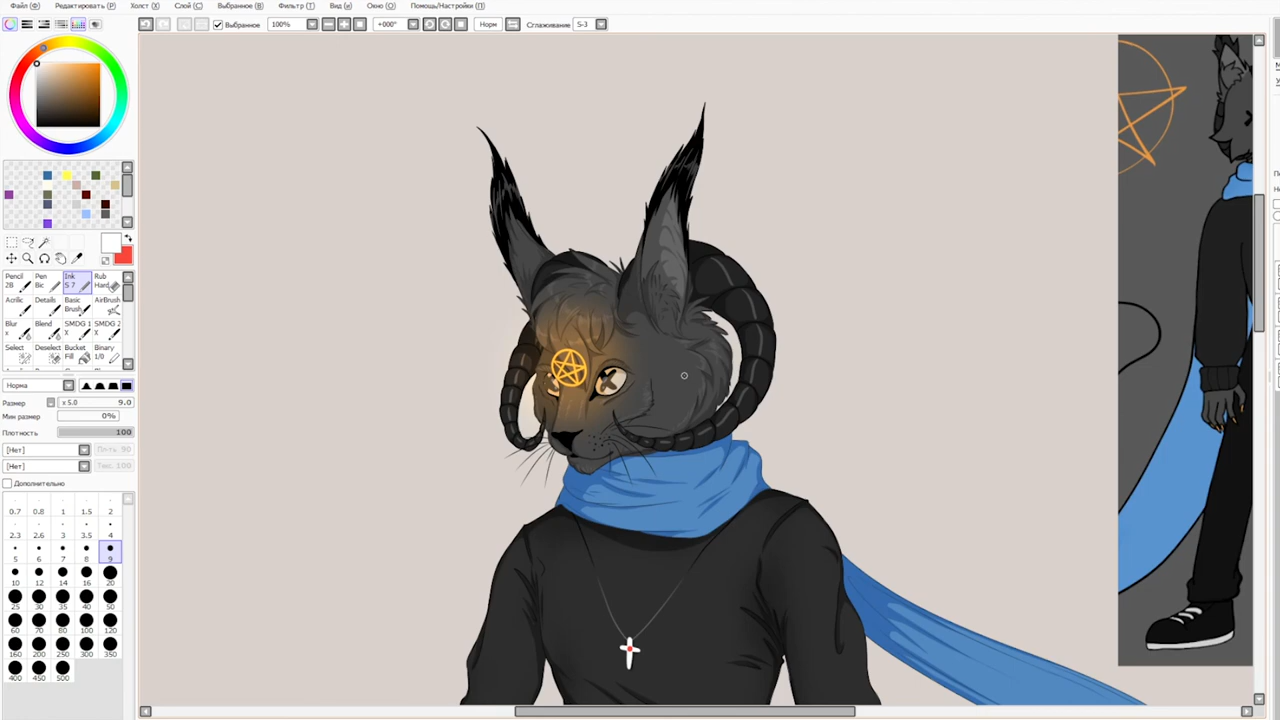 Файл (Ф) Редактировать (Р) Холст (Х) Слой (С) Выбранное (В) Фильтр (Т) Вид (и) Окно (О) Помощь/Настройки (П)
Выбранное 100% +000° Норм Сглаживание S-3
Pencil Pen Ink Rub
2B Bic S 7 Hard
Acrilic Details Basic AirBrush
Brush
Blur Blend SMDG 1 SMDG 2
x X X
Select Deselect Bucket Binary
Fill 1/0
Норма
Размер x 5.0 9.0
Мин размер 0%
Плотность 100
[Нет] Пл-ть 90
[Нет] Тек. 100
Дополнительно
0.7 0.8 1 1.5 2
2.3 2.6 3 3.5 4
5 6 7 8 9
10 12 14 16 20
25 30 35 40 50
60 70 80 100 120
160 200 250 300 350
400 450 500